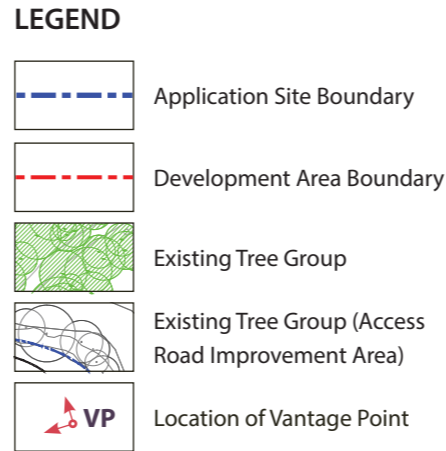 LEGEND
Application Site Boundary
Development Area Boundary
Existing Tree Group
Existing Tree Group (Access
Road Improvement Area)
VP
Location of Vantage Point